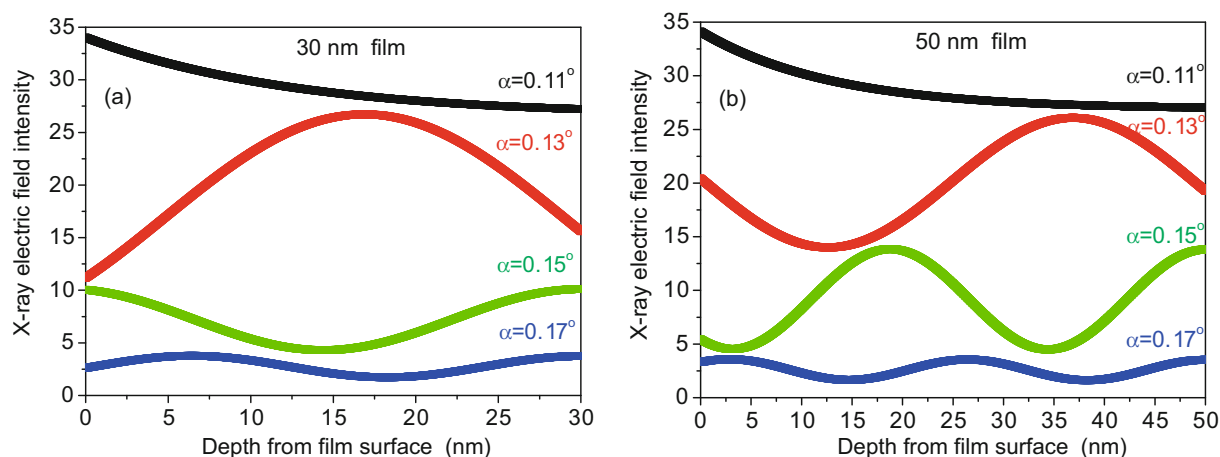 30 nm film
(a)
α=0.11°
α=0.13°
α=0.15°
α=0.17°
X-ray electric field intensity
35
30
25
20
15
10
5
0
0 5 10 15 20 25 30
Depth from film surface (nm)
50 nm film
(b)
α=0.11°
α=0.13°
α=0.15°
α=0.17°
X-ray electric field intensity
35
30
25
20
15
10
5
0
0 5 10 15 20 25 30 35 40 45 50
Depth from film surface (nm)